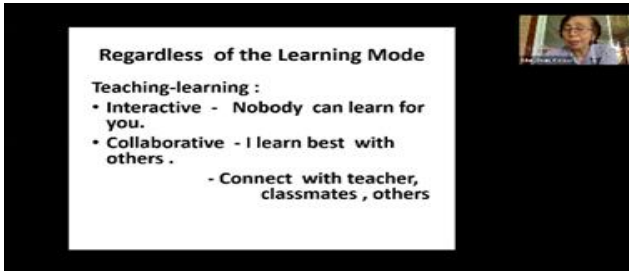 Regardless of the Learning Mode
Teaching-learning :
• Interactive - Nobody can learn for
you.
• Collaborative - I learn best with
others .
- Connect with teacher,
classmates , others